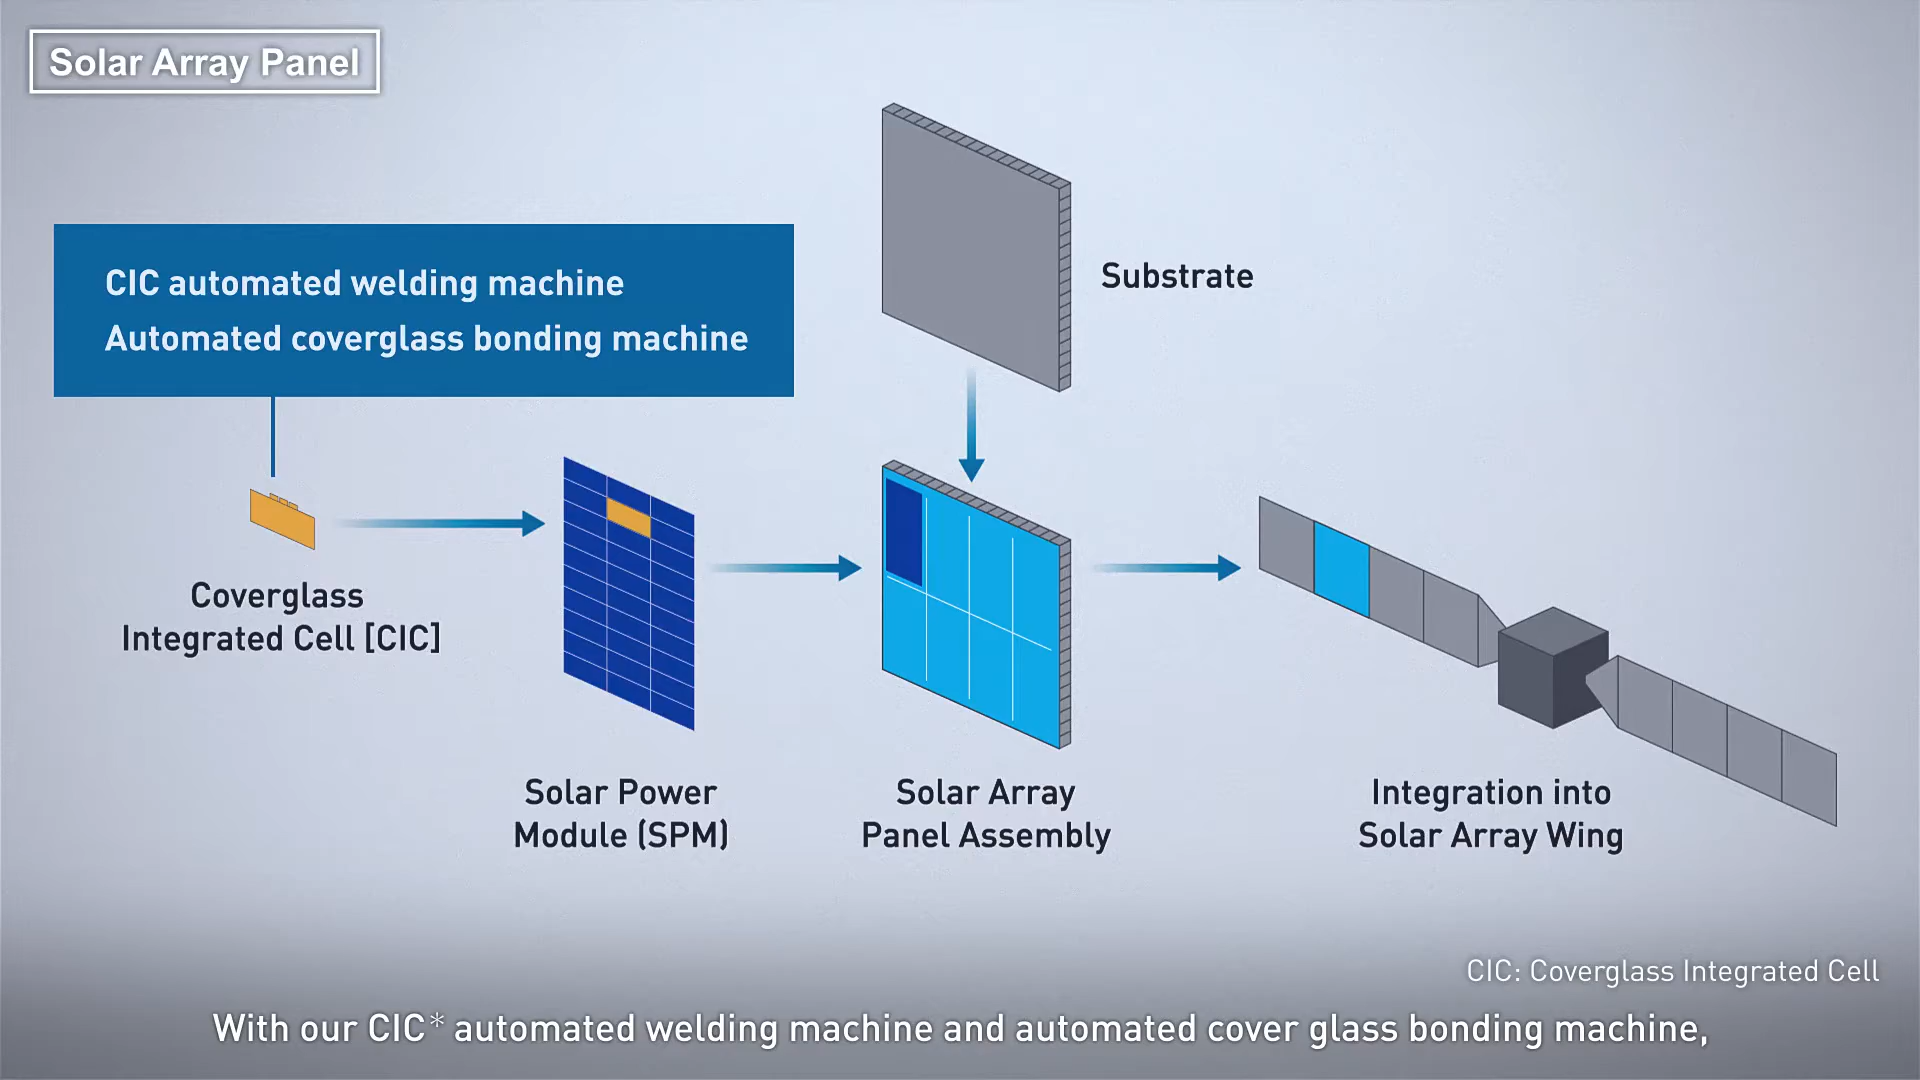 Solar Array Panel
CIC automated welding machine
Automated coverglass bonding machine
Substrate
Coverglass
Integrated Cell [CIC]
Solar Power
Module (SPM)
Solar Array
Panel Assembly
Integration into
Solar Array Wing
CIC: Coverglass Integrated Cell
With our CIC* automated welding machine and automated cover glass bonding machine,